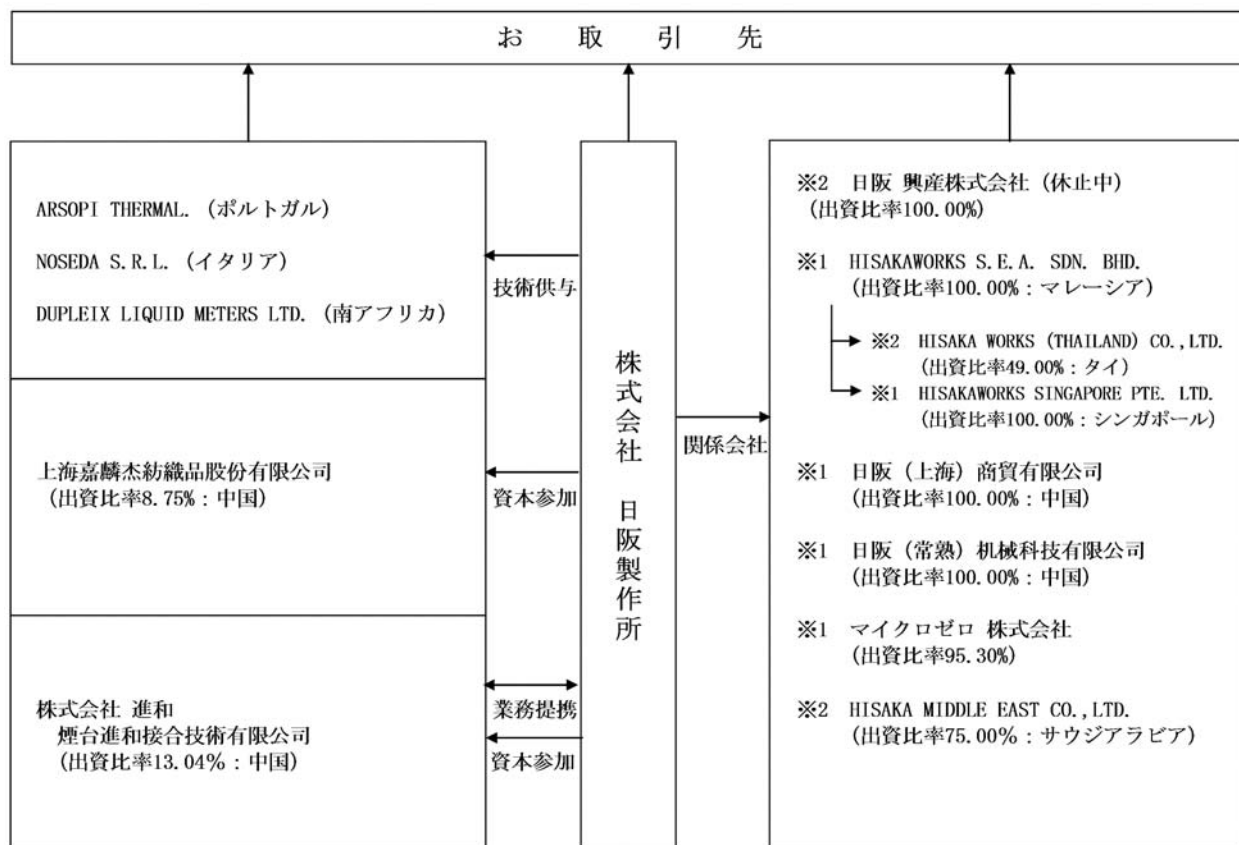 お取引先
ARSOPI THERMAL. (ポルトガル)
NOSEDA S.R.L. (イタリア)
DUPLEIX LIQUID METERS LTD. (南アフリカ)
技術供与
上海嘉麟杰紡織品股份有限公司
(出資比率8.75%:中国)
資本参加
株式会社 進和
煙台進和接合技術有限公司
(出資比率13.04%:中国)
業務提携
資本参加
株式会社 日阪製作所
関係会社
※2 日阪 興産株式会社 (休止中)
(出資比率100.00%)
※1 HISAKAWORKS S.E.A. SDN. BHD.
(出資比率100.00%:マレーシア)
※2 HISAKA WORKS (THAILAND) CO.,LTD.
(出資比率49.00%:タイ)
※1 HISAKAWORKS SINGAPORE PTE. LTD.
(出資比率100.00%:シンガポール)
※1 日阪(上海)商貿有限公司
(出資比率100.00%:中国)
※1 日阪(常熟)机械科技有限公司
(出資比率100.00%:中国)
※1 マイクロゼロ 株式会社
(出資比率95.30%)
※2 HISAKA MIDDLE EAST CO.,LTD.
(出資比率75.00%:サウジアラビア)